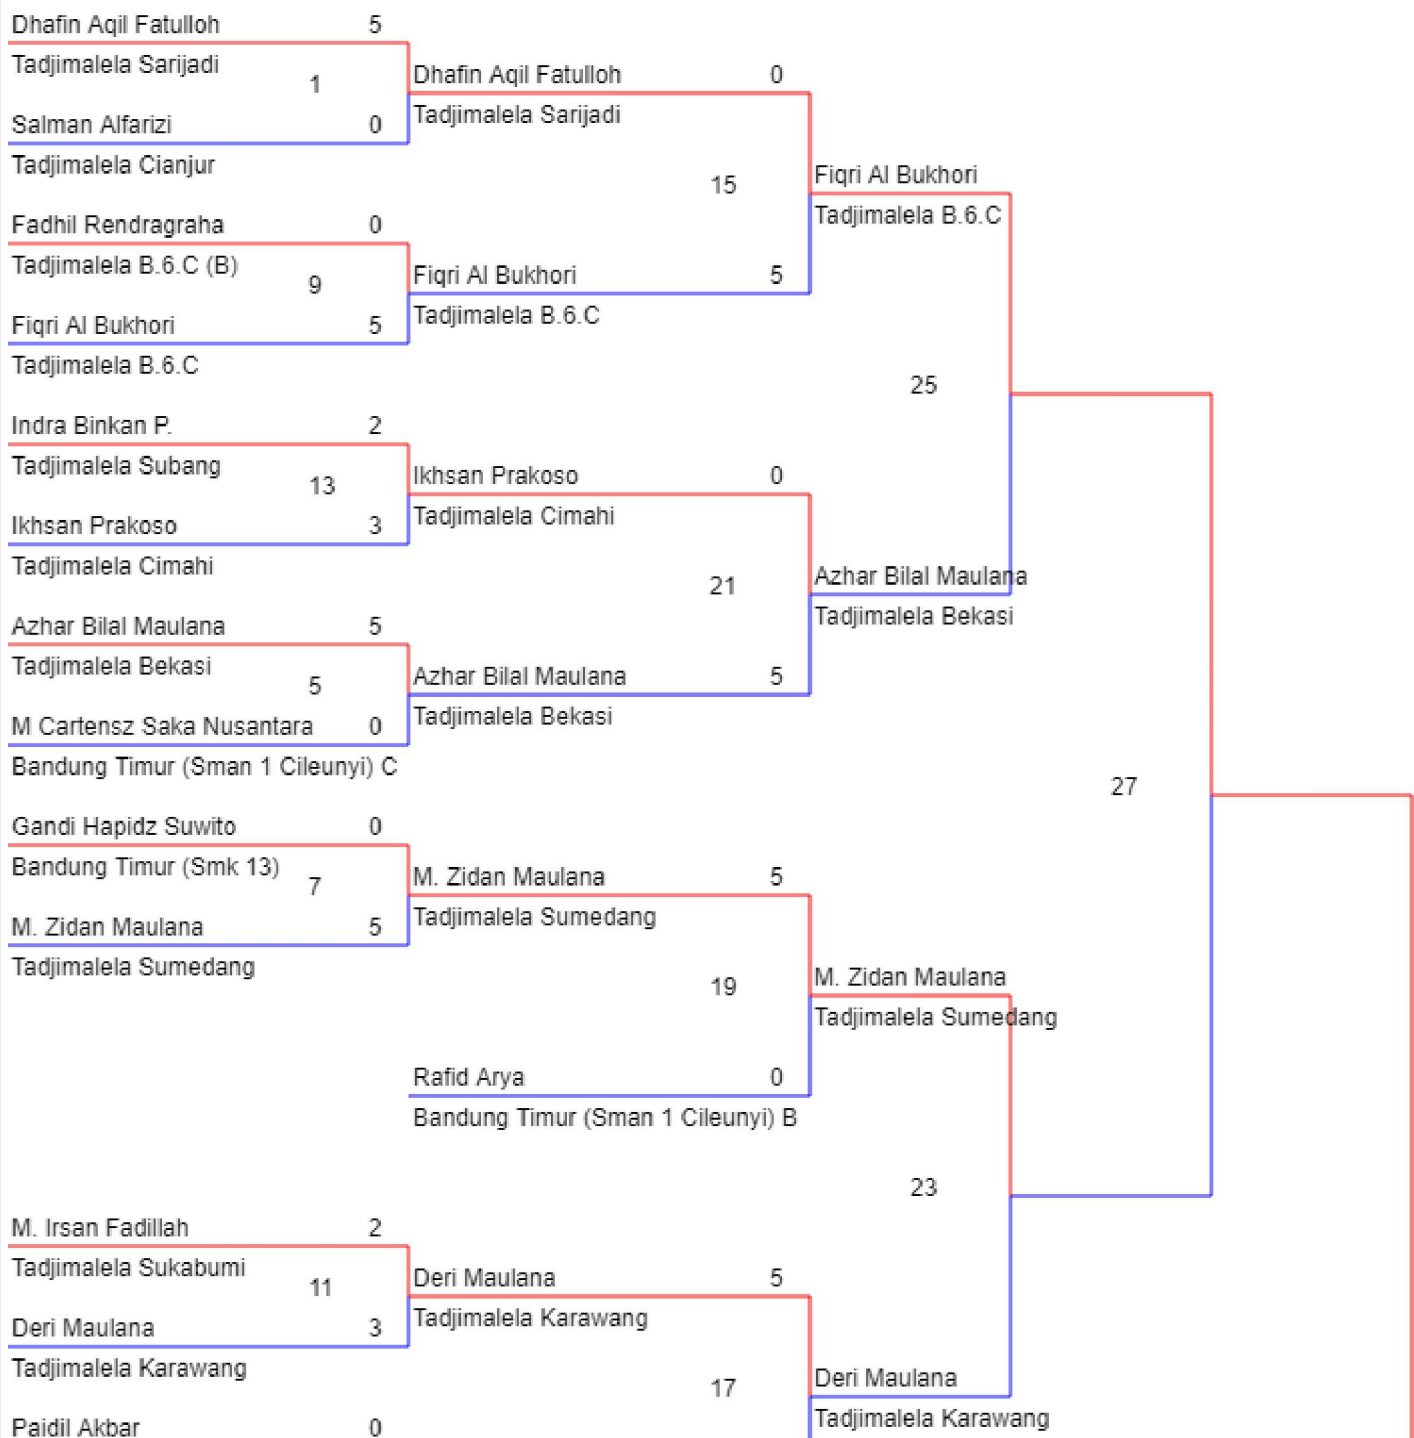 Dhafin Aqil Fatulloh 5
Tadjimalela Sarijadi
1
Salman Alfarizi 0
Tadjimalela Cianjur
Fadhil Rendragraha 0
Tadjimalela B.6.C (B)
9
Fiqri Al Bukhori 5
Tadjimalela B.6.C
Indra Binkan P. 2
Tadjimalela Subang
13
Ikhsan Prakoso 3
Tadjimalela Cimahi
Azhar Bilal Maulana 5
Tadjimalela Bekasi
5
M Cartensz Saka Nusantara 0
Bandung Timur (Sman 1 Cileunyi) C
Gandi Hapidz Suwito 0
Bandung Timur (Smk 13)
7
M. Zidan Maulana 5
Tadjimalela Sumedang
M. Irsan Fadillah 2
Tadjimalela Sukabumi
11
Deri Maulana 3
Tadjimalela Karawang
Paidil Akbar 0
Dhafin Aqil Fatulloh 0
Tadjimalela Sarijadi
15
Fiqri Al Bukhori 5
Tadjimalela B.6.C
Ikhsan Prakoso 0
Tadjimalela Cimahi
21
Azhar Bilal Maulana 5
Tadjimalela Bekasi
M. Zidan Maulana 5
Tadjimalela Sumedang
19
Rafid Arya 0
Bandung Timur (Sman 1 Cileunyi) B
Deri Maulana 5
Tadjimalela Karawang
17
Fiqri Al Bukhori
Tadjimalela B.6.C
25
Azhar Bilal Maulana
Tadjimalela Bekasi
M. Zidan Maulana
Tadjimalela Sumedang
23
Deri Maulana
Tadjimalela Karawang
27